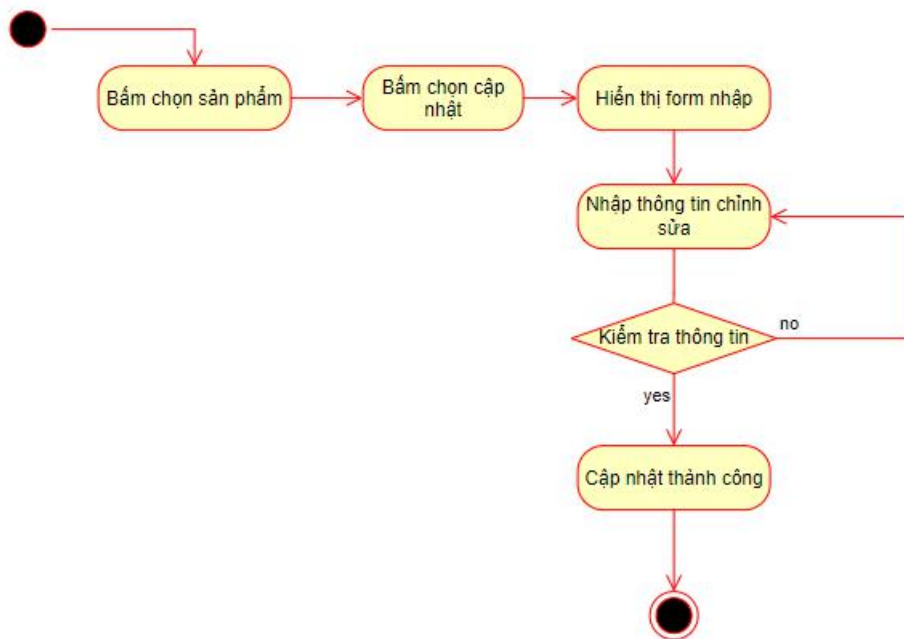 Bấm chọn sản phẩm
Bấm chọn cập
nhật
Hiển thị form nhập
Nhập thông tin chỉnh
sửa
Kiểm tra thông tin
no
yes
Cập nhật thành công